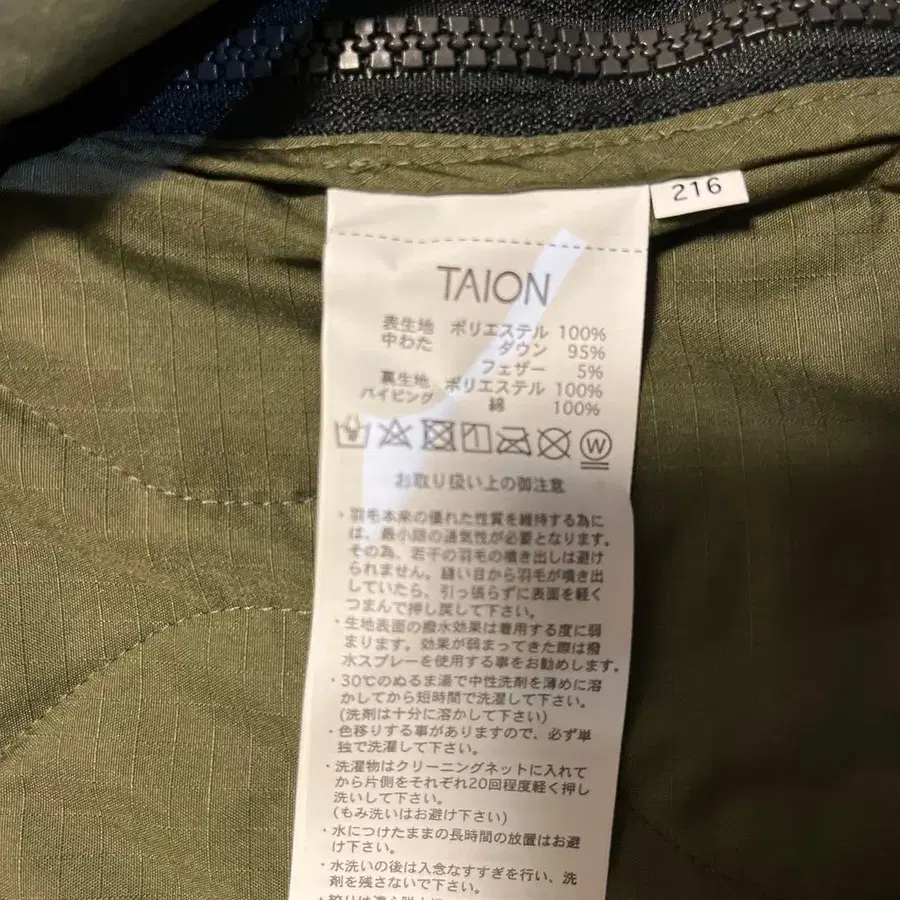 216
TAION
表生地 ポリエステル 100%
中わた ダウン 95%
フェザー 5%
裏生地 ポリエステル 100%
パイピング 綿 100%
W
お取り扱い上の御注意
・羽毛本来の優れた性質を維持する為に
は、最小限の通気性が必要となります。
その為、若干の羽毛の噴き出しは避け
られません。縫い目から羽毛が噴き出
していたら、引っ張らずに表面を軽く
つまんで押し戻して下さい。
・生地表面の撥水効果は着用する度に弱
まります。効果が弱まってきた際は撥
水スプレーを使用する事をお勧めします。
・30℃のぬるま湯で中性洗剤を薄めに溶
かしてから短時間で洗濯して下さい。
(洗剤は十分に溶かして下さい)
・色移りする事がありますので、必ず単
独で洗濯して下さい。
・洗濯物はクリーニングネットに入れて
から片側をそれぞれ20回程度軽く押し
洗いして下さい。
(もみ洗いはお避け下さい)
・水につけたままの長時間の放置はお避
け下さい。
・水洗いの後は入念なすすぎを行い、洗
剤を残さないで下さい。